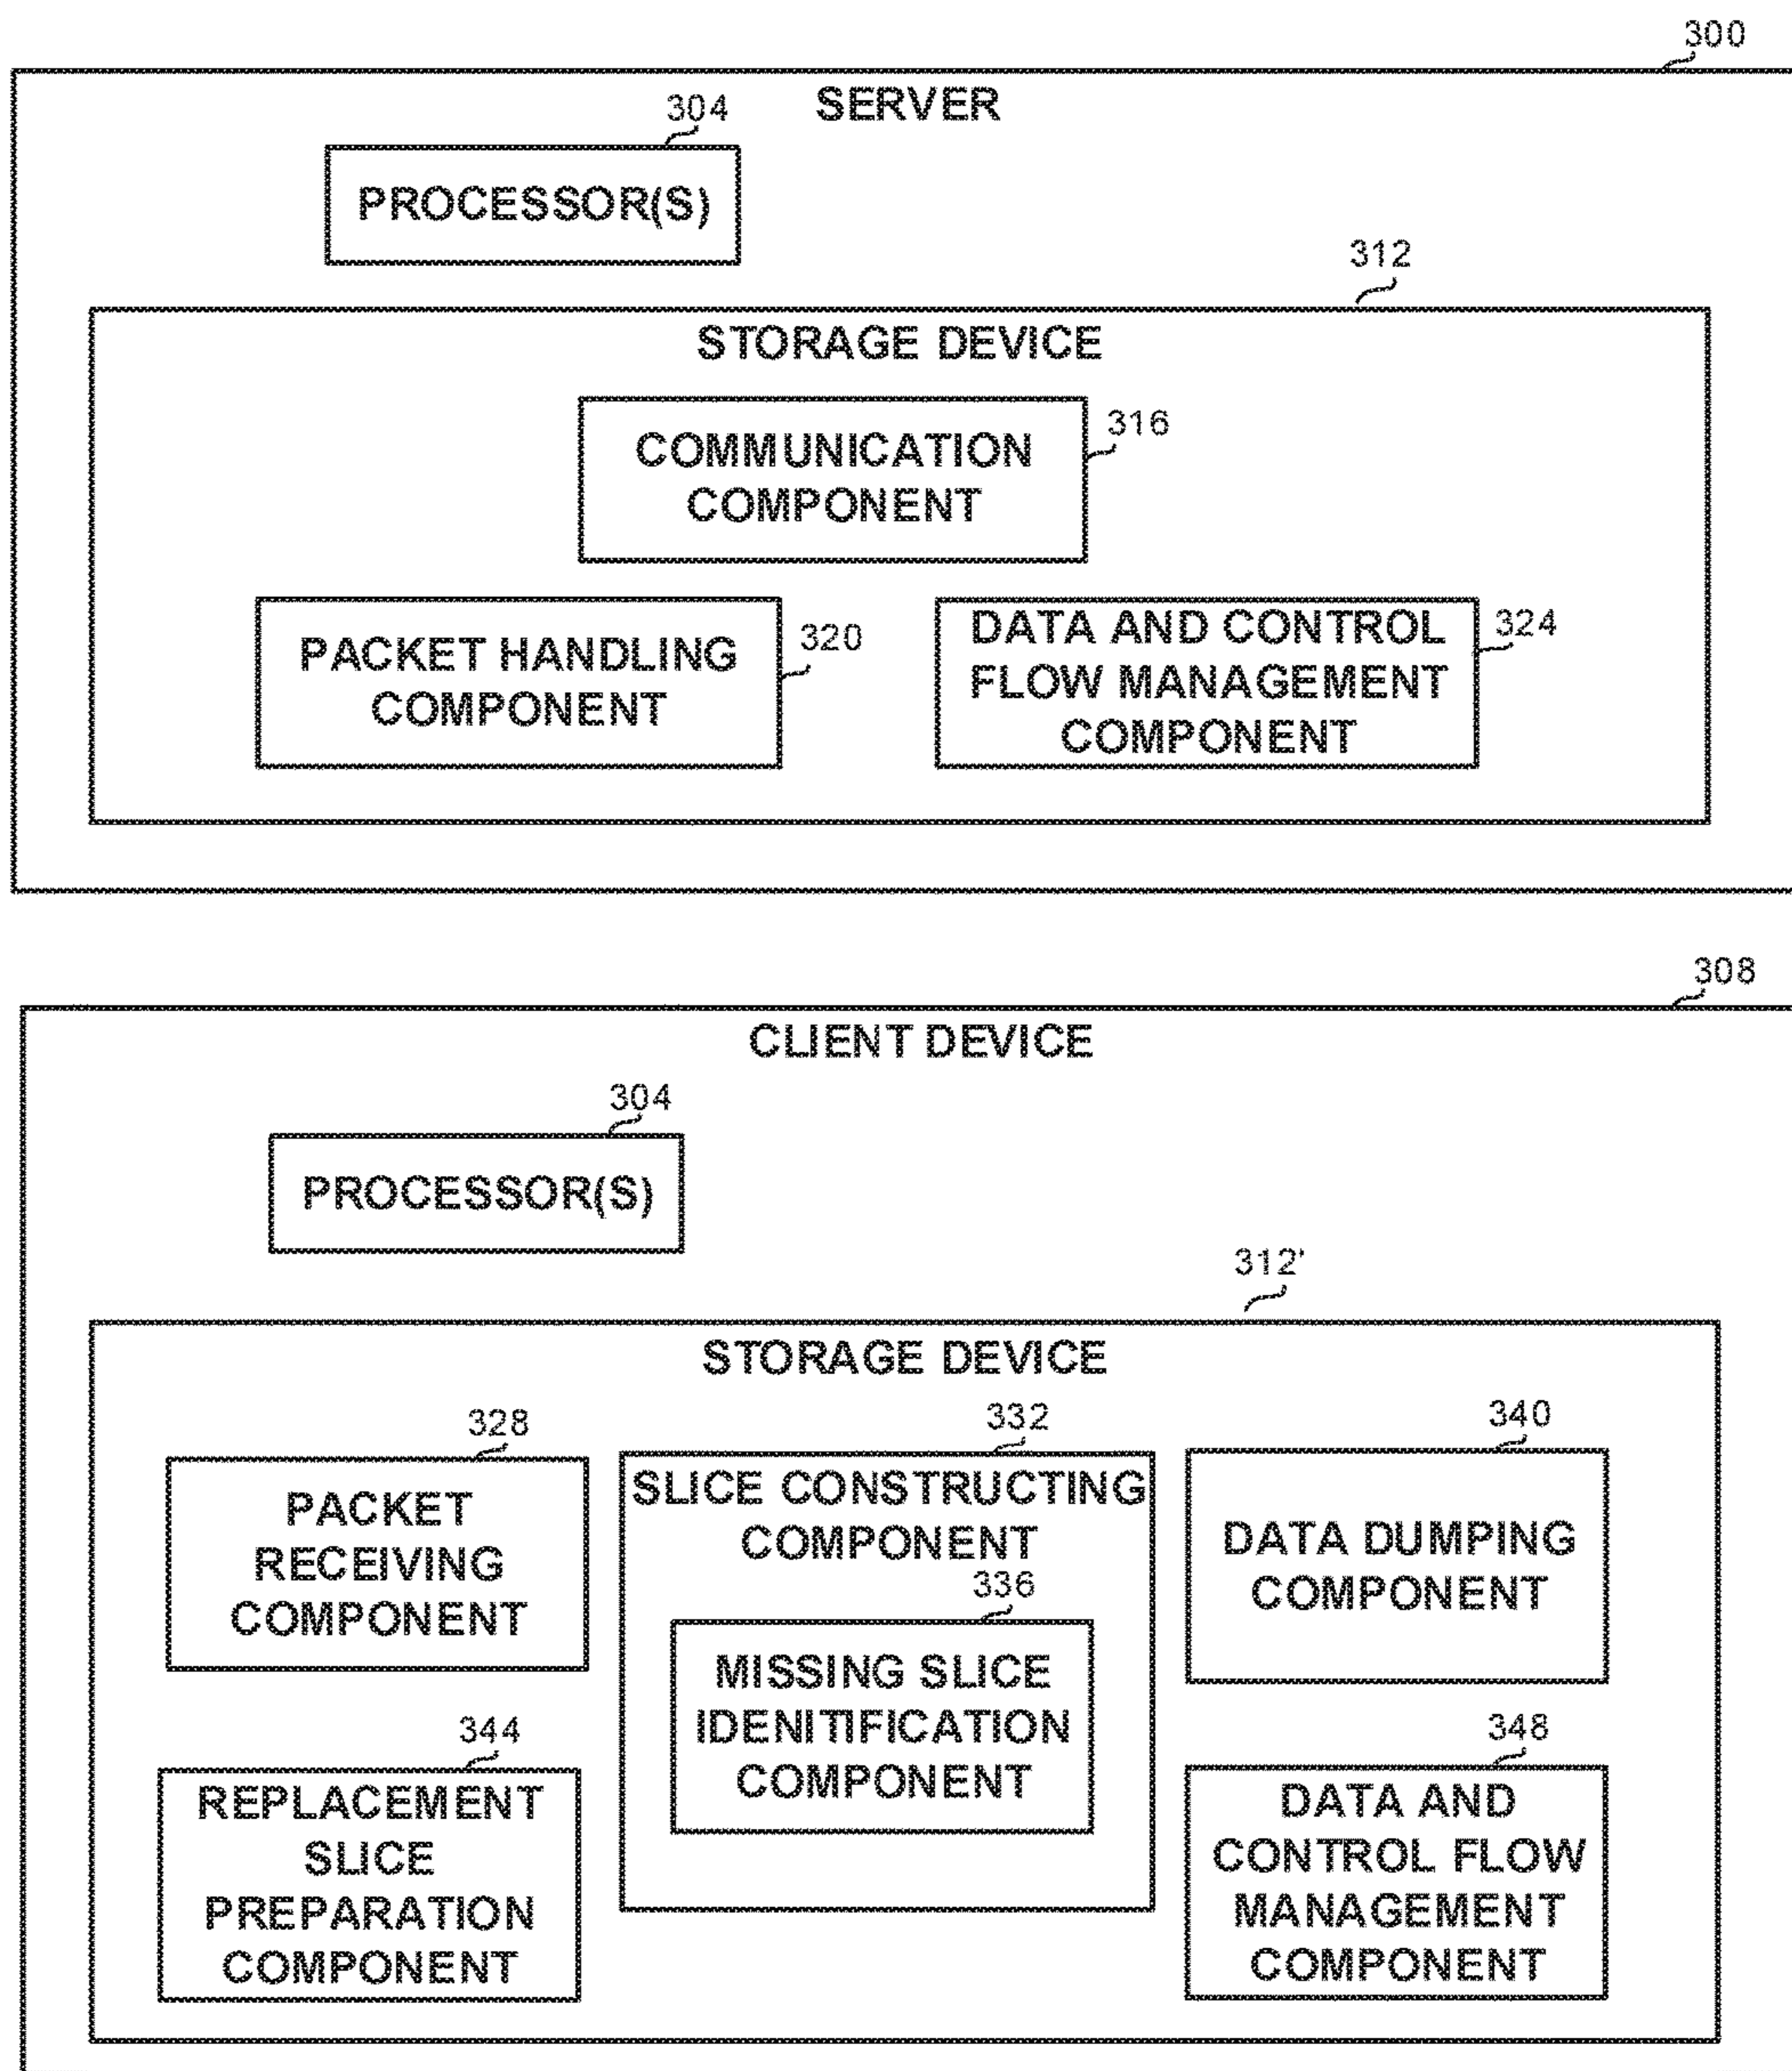 300
SERVER
304
PROCESSOR(S)
312
STORAGE DEVICE
316
COMMUNICATION
COMPONENT
320
PACKET HANDLING
COMPONENT
324
DATA AND CONTROL
FLOW MANAGEMENT
COMPONENT
308
CLIENT DEVICE
304
PROCESSOR(S)
312'
STORAGE DEVICE
328
PACKET
RECEIVING
COMPONENT
332
SLICE CONSTRUCTING
COMPONENT
336
MISSING SLICE
IDENITIFICATION
COMPONENT
340
DATA DUMPING
COMPONENT
344
REPLACEMENT
SLICE
PREPARATION
COMPONENT
348
DATA AND
CONTROL FLOW
MANAGEMENT
COMPONENT